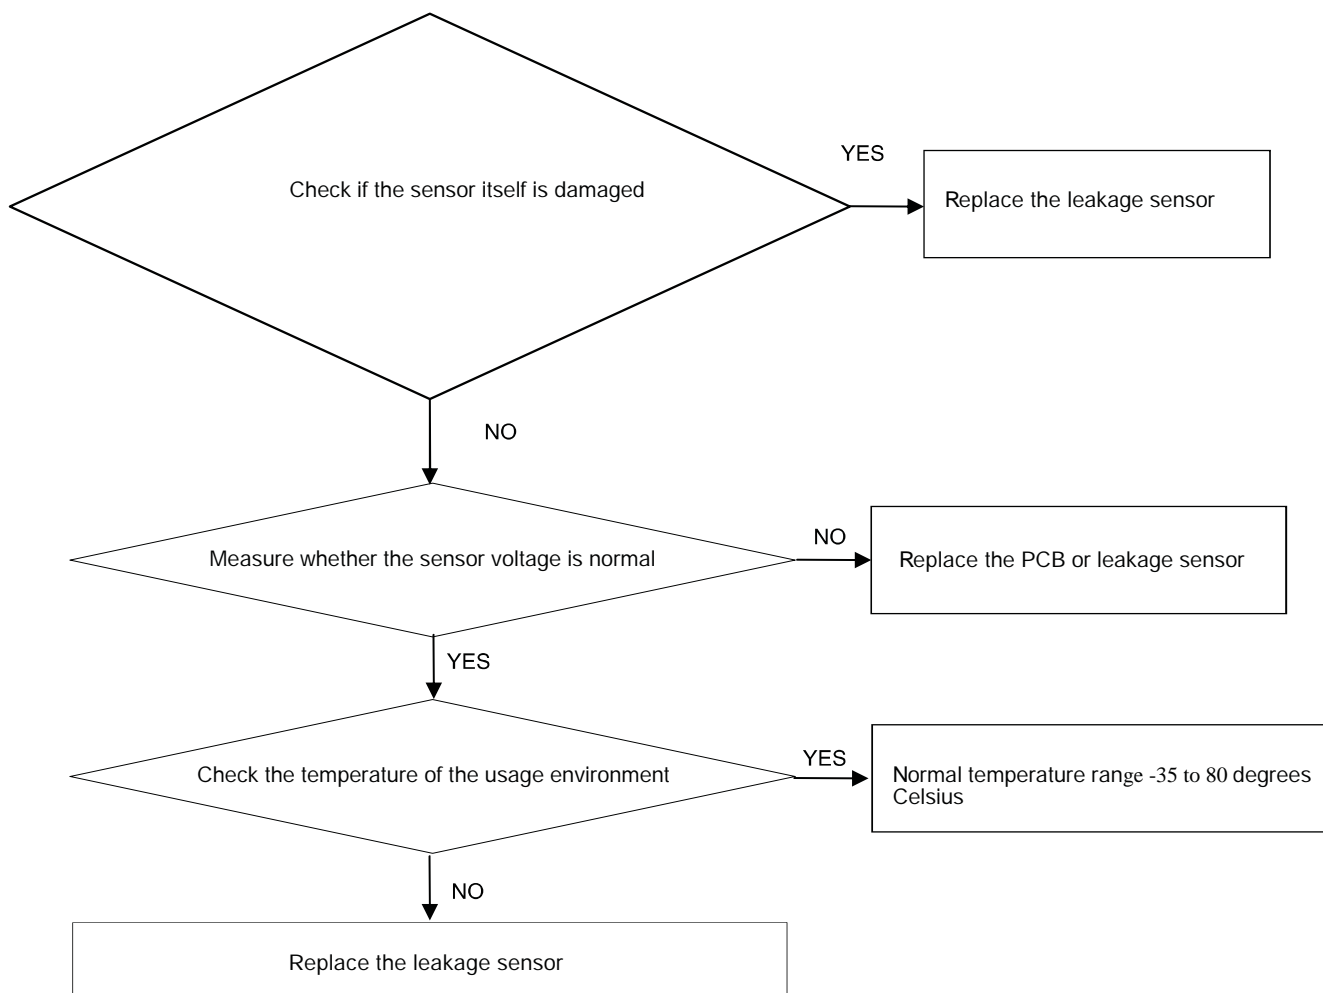 YES
Check if the sensor itself is damaged
Replace the leakage sensor
NO
Measure whether the sensor voltage is normal
NO
Replace the PCB or leakage sensor
YES
Check the temperature of the usage environment
YES
Normal temperature range -35 to 80 degrees
Celsius
NO
Replace the leakage sensor